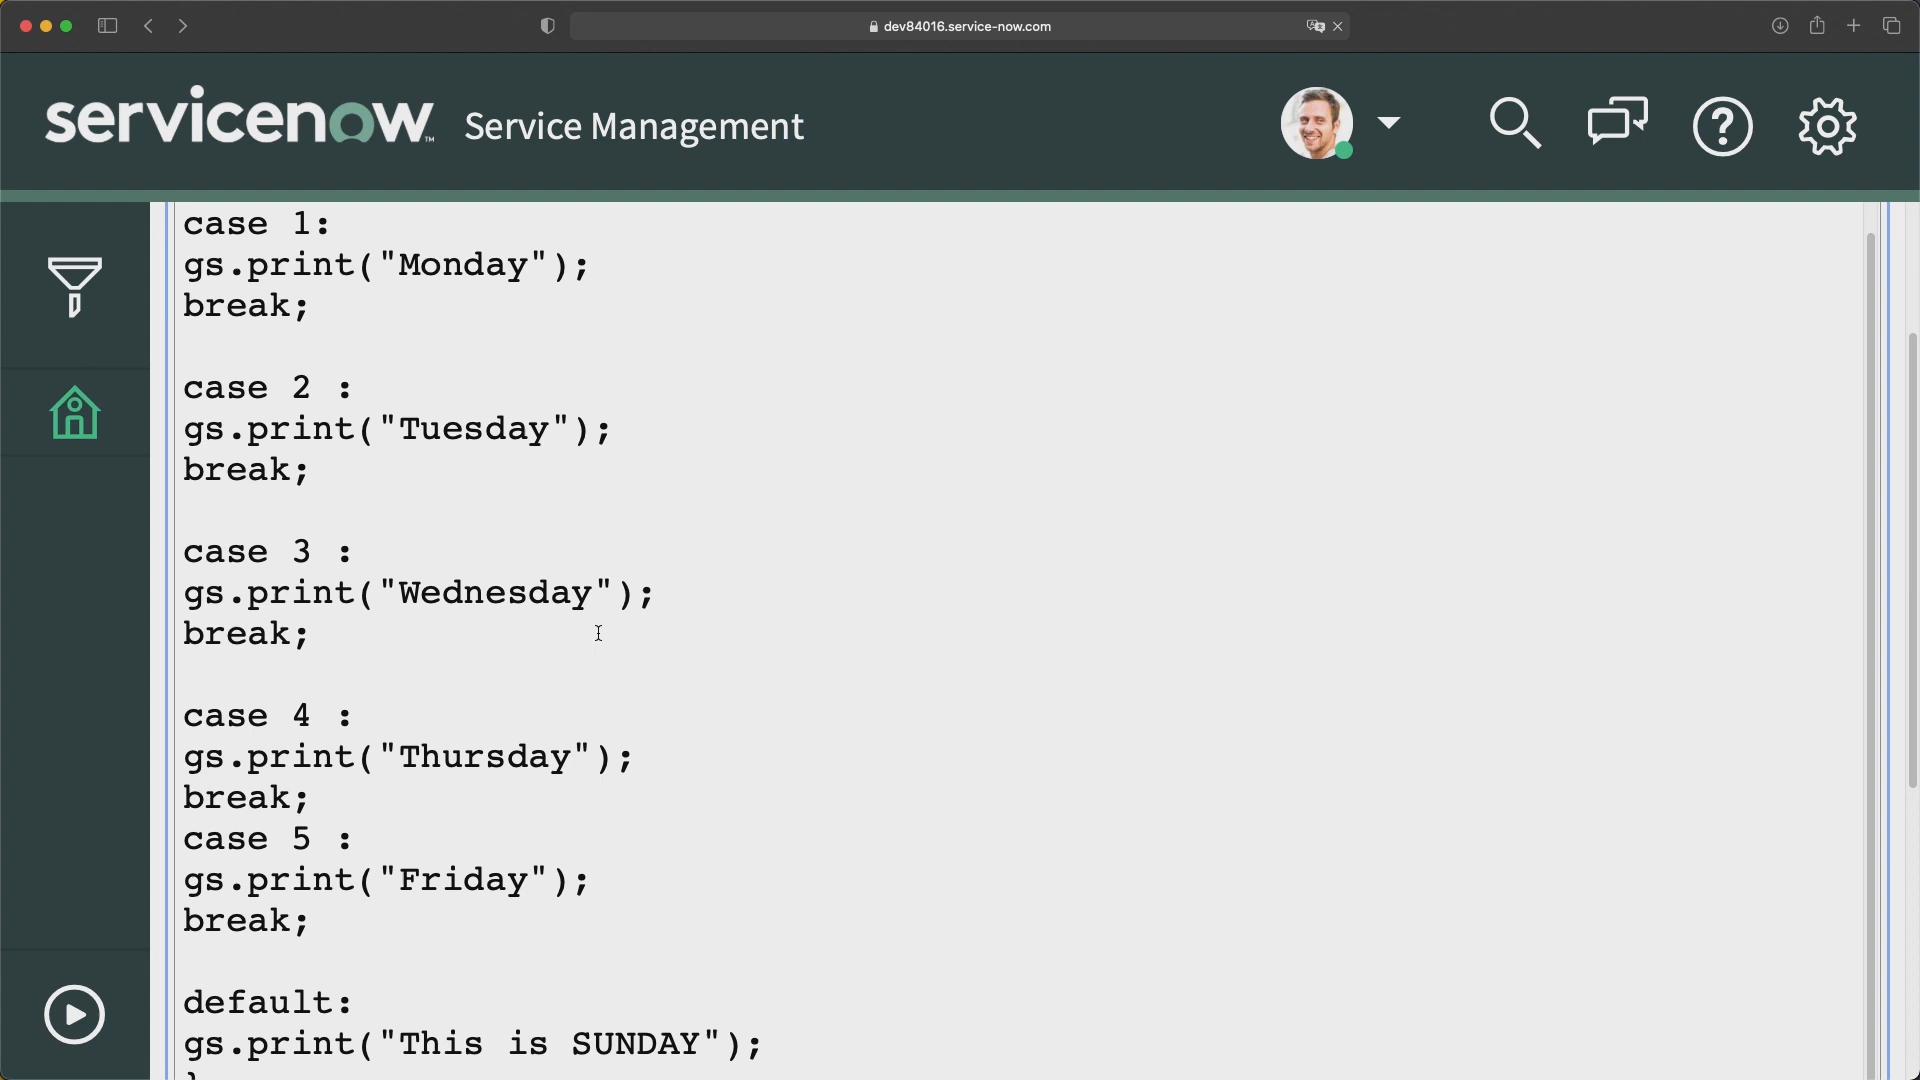 dev84016.service-now.com
servicenow™ Service Management
case 1:
gs.print("Monday");
break;
case 2 :
gs.print("Tuesday");
break;
case 3 :
gs.print("Wednesday");
break;
case 4 :
gs.print("Thursday");
break;
case 5 :
gs.print("Friday");
break;
default:
gs.print("This is SUNDAY");